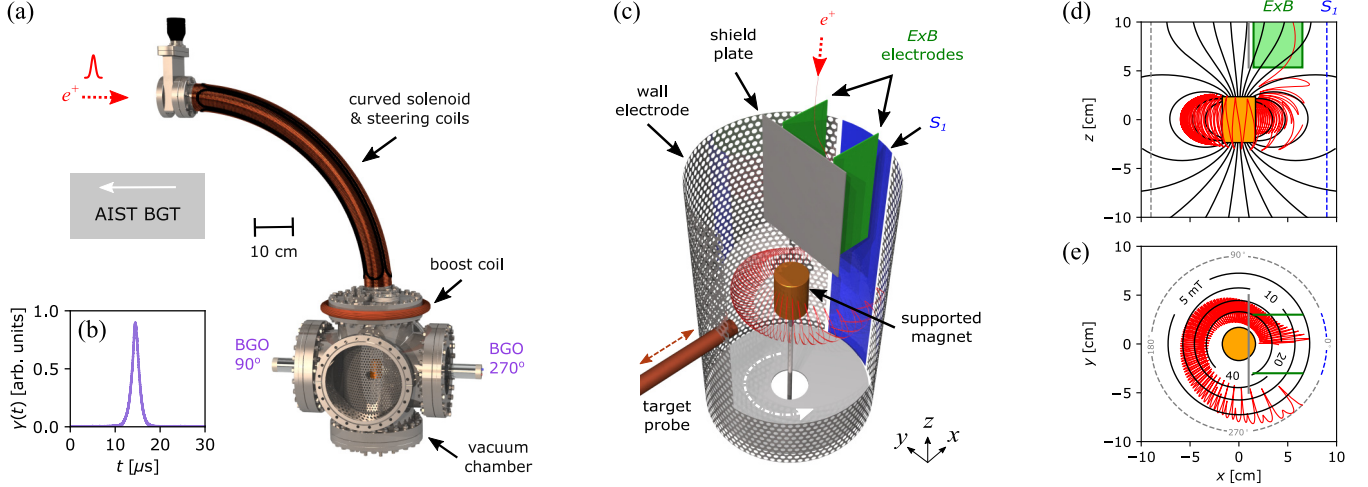 (a)
e⁺
curved solenoid
& steering coils
AIST BGT
10 cm
boost coil
BGO
90°
BGO
270°
vacuum
chamber
(b)
γ(t) [arb. units]
1.0
0.5
0.0
0
10
20
30
t [μs]
(c)
e⁺
shield
plate
ExB
electrodes
wall
electrode
S₁
supported
magnet
target
probe
y
z
x
(d)
ExB
S₁
z [cm]
10
5
0
−5
−10
−10
−5
0
5
10
(e)
y [cm]
10
5
0
−5
−10
90°
5 mT
10
-180°-
-0°-
20
40
-270°-
−10
−5
0
5
10
x [cm]